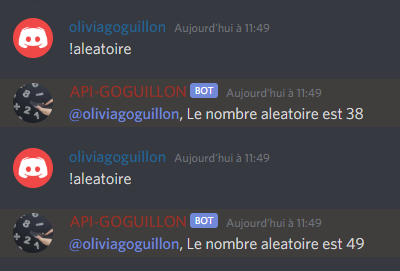 oliviagoguillon Aujourd'hui à 11:49
!aleatoire
API-GOGUILLON BOT Aujourd'hui à 11:49
@oliviagoguillon, Le nombre aleatoire est 38
oliviagoguillon Aujourd'hui à 11:49
!aleatoire
API-GOGUILLON BOT Aujourd'hui à 11:49
@oliviagoguillon, Le nombre aleatoire est 49